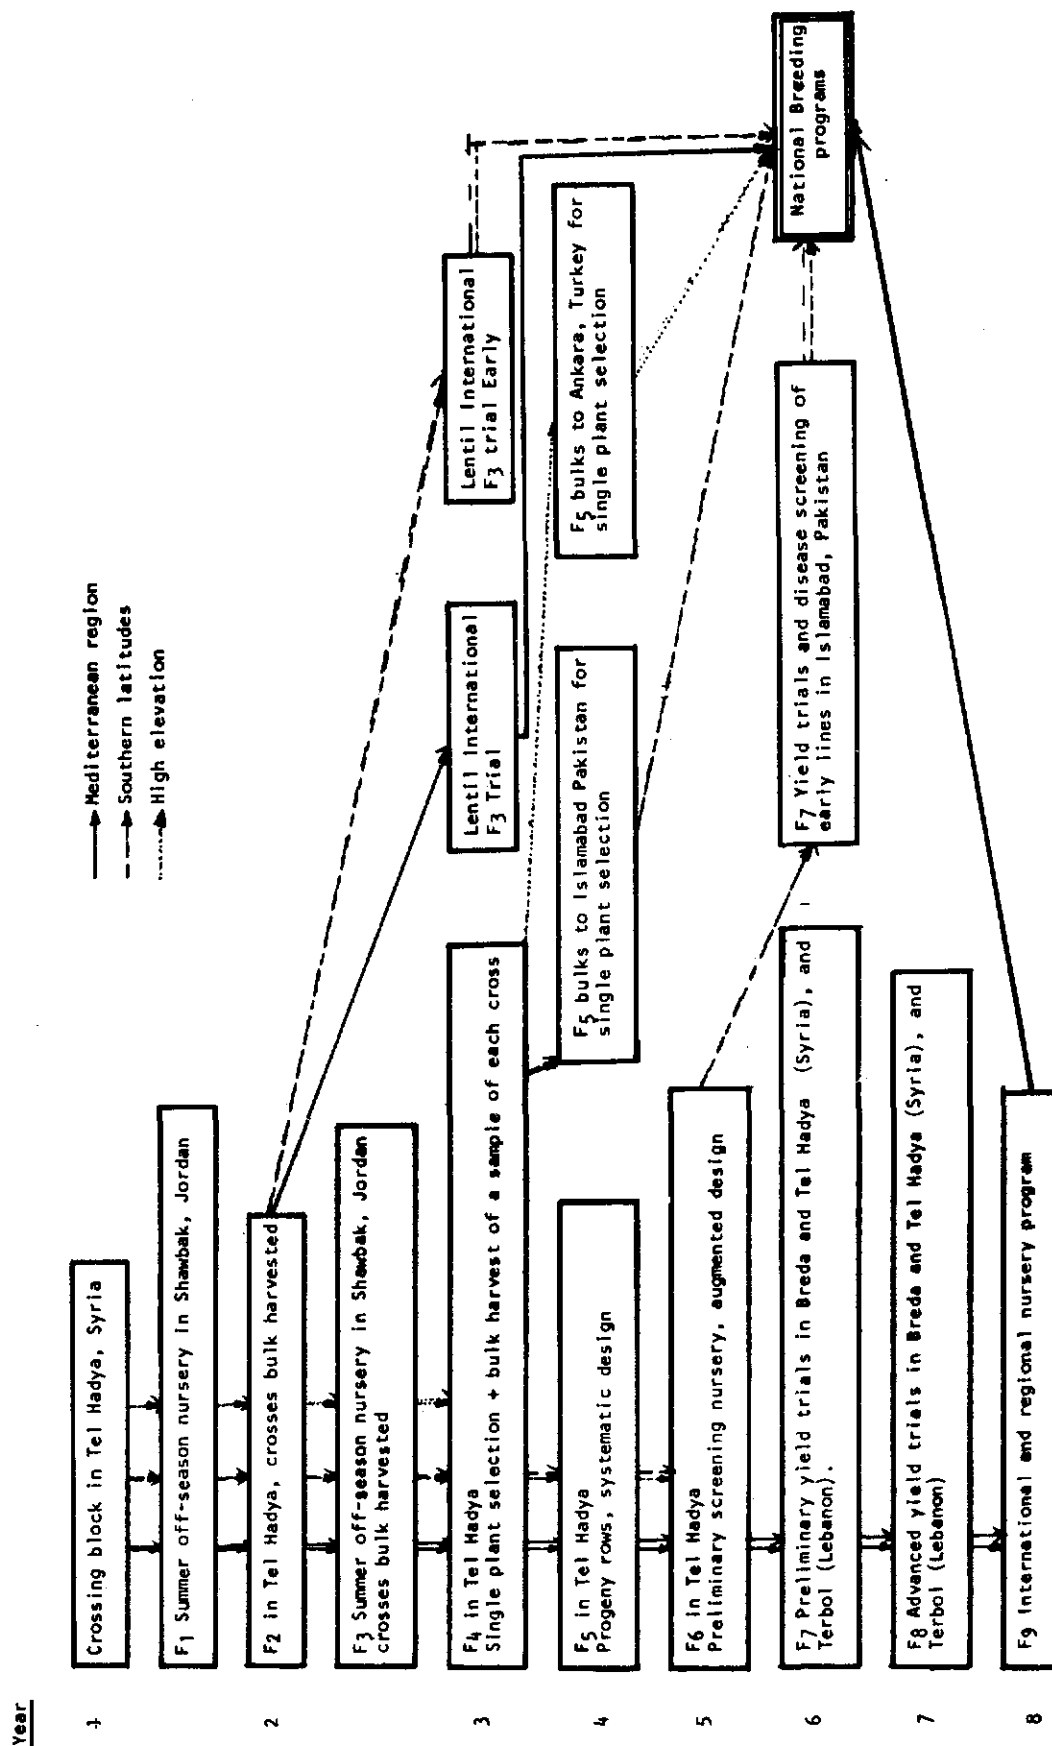 Year
Mediterranean region
Southern latitudes
High elevation
1
Crossing block in Tel Hadya, Syria
F1 Summer off-season nursery in Shawbak, Jordan
2
F2 in Tel Hadya, crosses bulk harvested
F3 Summer off-season nursery in Shawbak, Jordan
crosses bulk harvested
3
F4 in Tel Hadya
Single plant selection + bulk harvest of a sample of each cross
Lentil International
F3 Trial
Lentil International
F3 trial Early
4
F5 in Tel Hadya
Progeny rows, systematic design
F5 bulks to Islamabad Pakistan for
single plant selection
F5 bulks to Ankara, Turkey for
single plant selection
5
F6 in Tel Hadya
Preliminary screening nursery, augmented design
6
F7 Preliminary yield trials in Breda and Tel Hadya (Syria), and
Terbol (Lebanon).
F7 Yield trials and disease screening of
early lines in Islamabad, Pakistan
National Breeding
programs
7
F8 Advanced yield trials in Breda and Tel Hadya (Syria), and
Terbol (Lebanon)
8
F9 International and regional nursery program